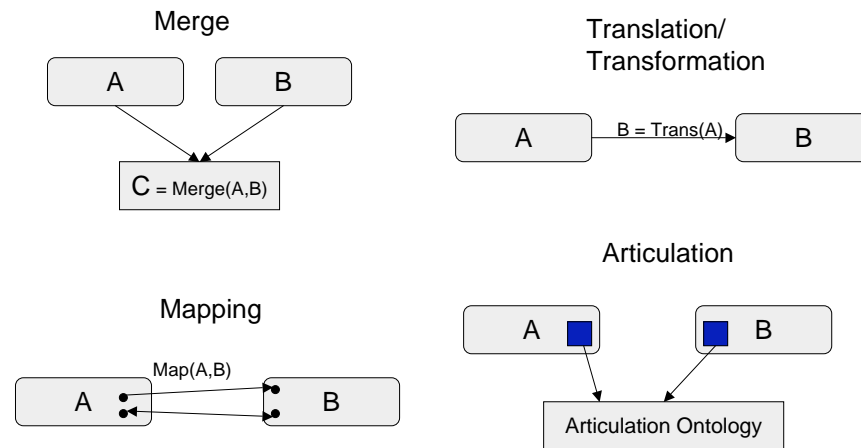 Merge
A
B
C = Merge(A,B)
Translation/
Transformation
A
B = Trans(A)
B
Mapping
Map(A,B)
A
B
Articulation
A
B
Articulation Ontology